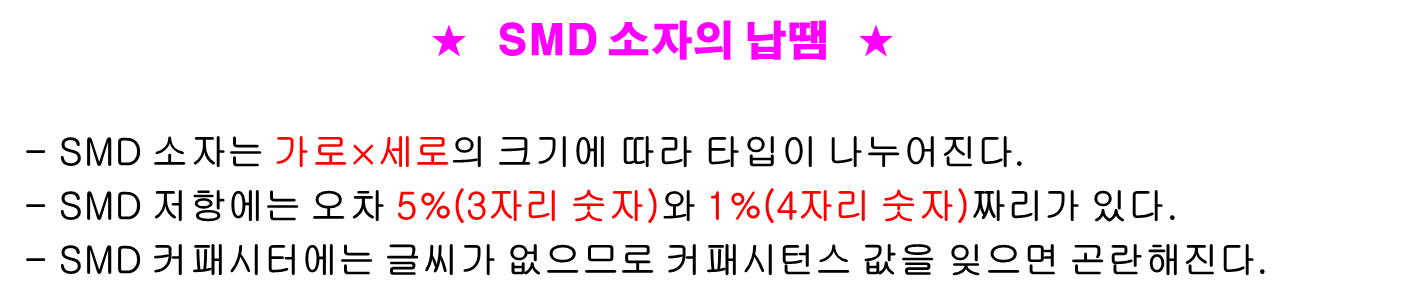 ★ SMD 소자의 납땜 ★
- SMD 소자는 가로×세로의 크기에 따라 타입이 나누어진다.
- SMD 저항에는 오차 5%(3자리 숫자)와 1%(4자리 숫자)짜리가 있다.
- SMD 커패시터에는 글씨가 없으므로 커패시턴스 값을 잊으면 곤란해진다.